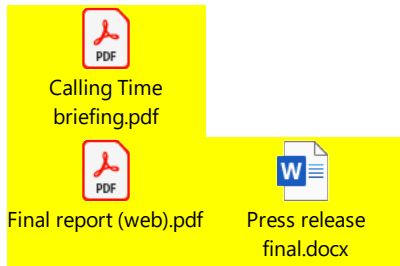 PDF
Calling Time
briefing.pdf
PDF
Final report (web).pdf
W
Press release
final.docx